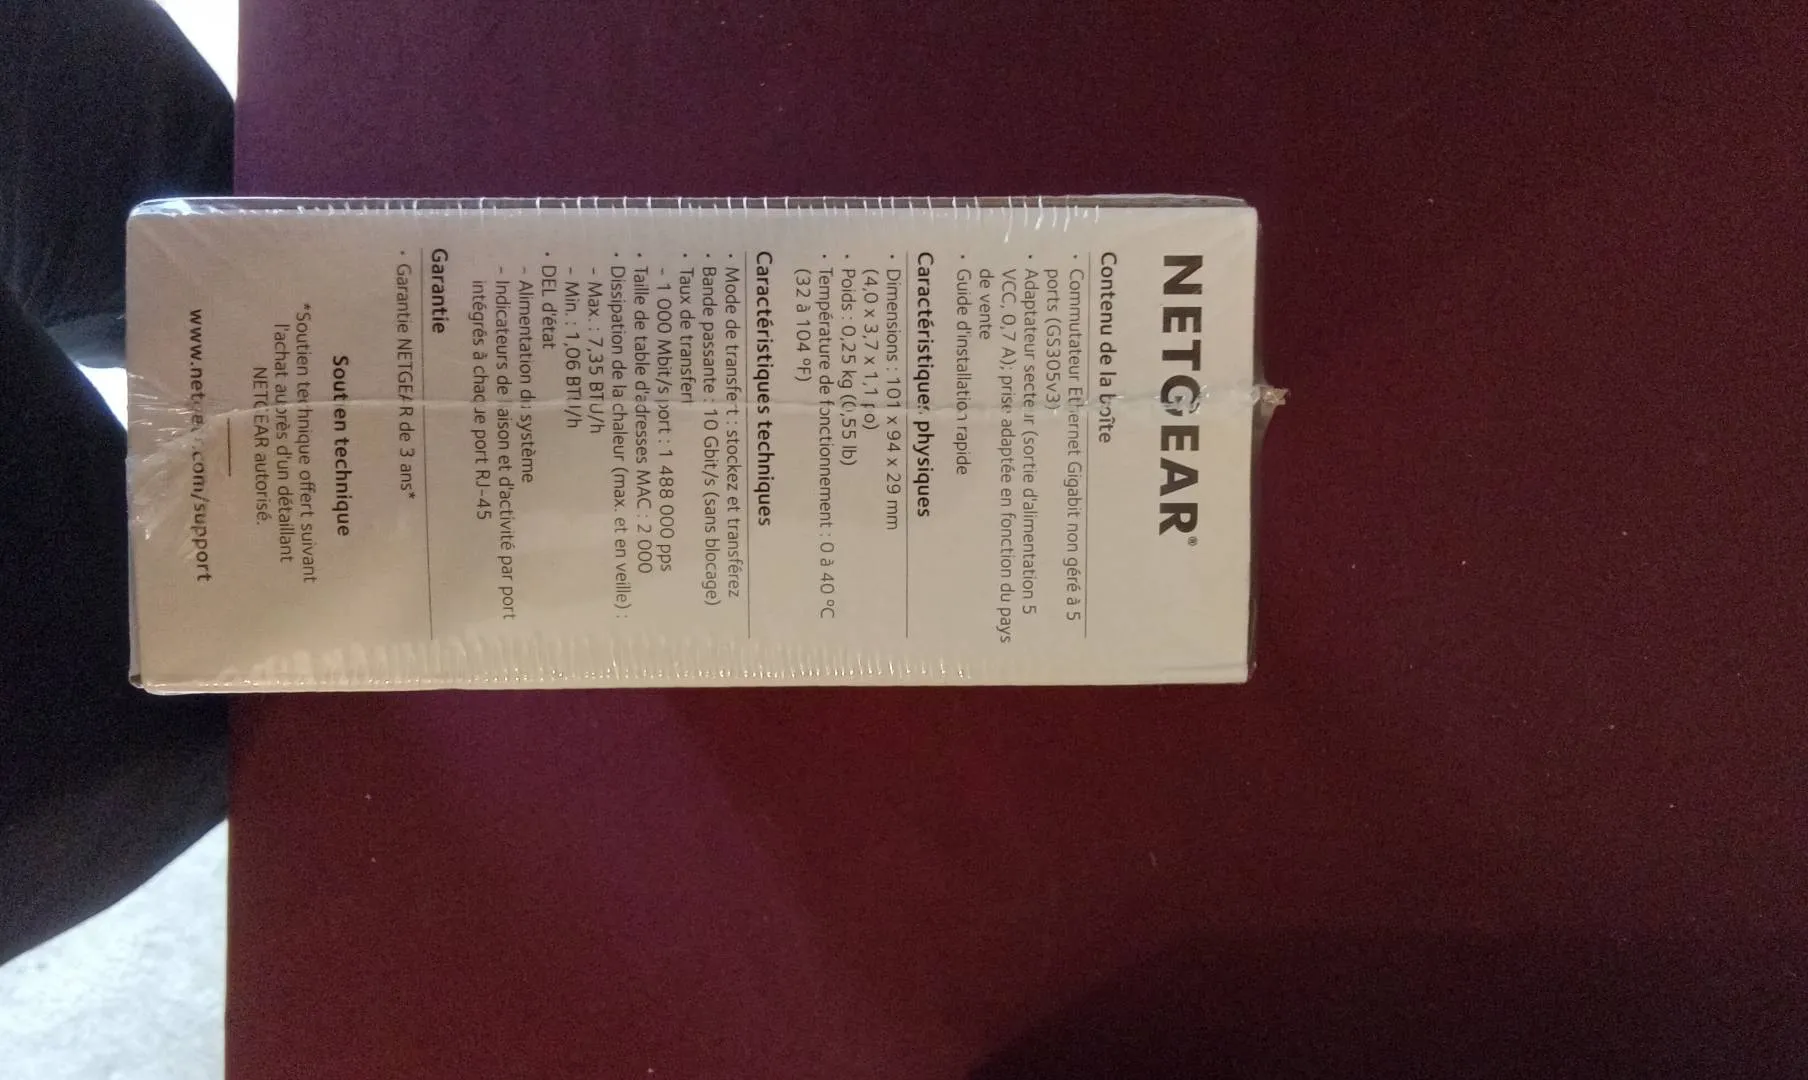 NETGEAR®
Contenu de la boîte
• Commutateur Ethernet Gigabit non géré à 5
ports (GS305v3)
• Adaptateur secteur (sortie d'alimentation 5
VCC, 0,7 A); prise adaptée en fonction du pays
de vente
• Guide d'installation rapide
Caractéristiques physiques
• Dimensions : 101 x 94 x 29 mm
(4,0 x 3,7 x 1,1 po)
• Poids : 0,25 kg (0,55 lb)
• Température de fonctionnement : 0 à 40 °C
(32 à 104 °F)
Caractéristiques techniques
• Mode de transfert : stockez et transférez
• Bande passante : 10 Gbit/s (sans blocage)
• Taux de transfert
– 1 000 Mbit/s port : 1 488 000 pps
• Taille de table d'adresses MAC : 2 000
• Dissipation de la chaleur (max. et en veille) :
– Max. : 7,35 BTU/h
– Min. : 1,06 BTU/h
• DEL d'état
– Alimentation du système
– Indicateurs de liaison et d'activité par port
intégrés à chaque port RJ-45
Garantie
• Garantie NETGEAR de 3 ans*
Soutien technique
*Soutien technique offert suivant
l'achat auprès d'un détaillant
NETGEAR autorisé.
www.netgear.com/support